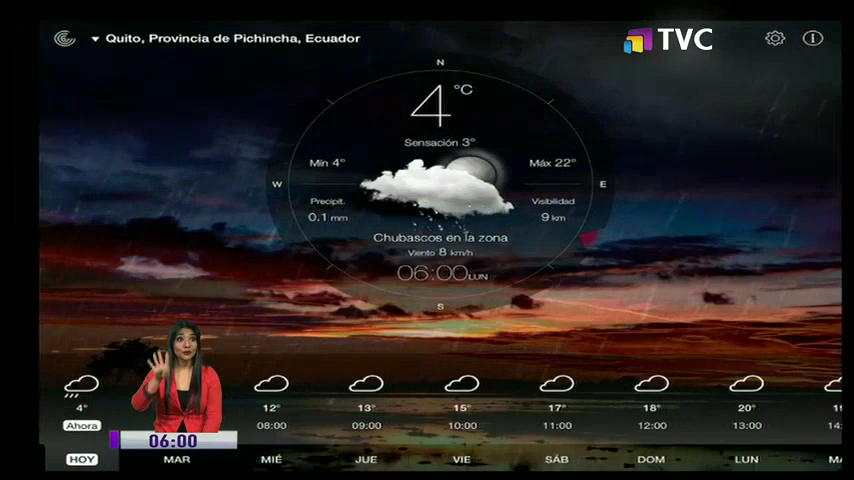 Quito, Provincia de Pichincha, Ecuador
TVC
i
N
4 °C
Sensación 3°
Mín 4°
Máx 22°
W
E
Precipit.
0.1 mm
Visibilidad
9 km
Chubascos en la zona
Viento 8 km/h
06:00 LUN
S
4° 12° 13° 15° 17° 18° 20°
Ahora 08:00 09:00 10:00 11:00 12:00 13:00
06:00
HOY MAR MIÉ JUE VIE SÁB DOM LUN